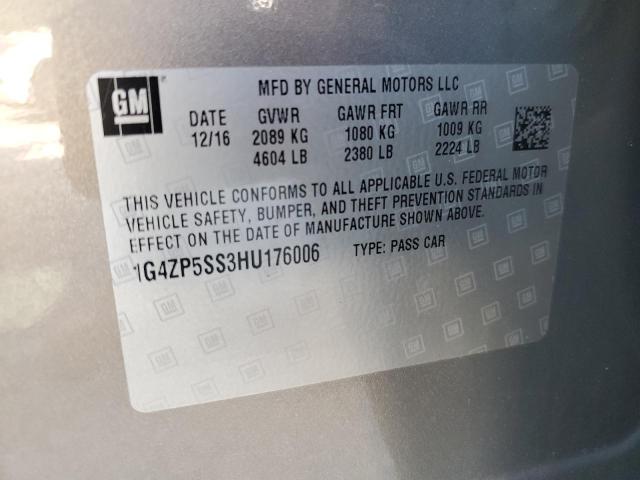 GM
MFD BY GENERAL MOTORS LLC
DATE GVWR GAWR FRT GAWR RR
12/16 2089 KG 1080 KG 1009 KG
4604 LB 2380 LB 2224 LB
THIS VEHICLE CONFORMS TO ALL APPLICABLE U.S. FEDERAL MOTOR
VEHICLE SAFETY, BUMPER, AND THEFT PREVENTION STANDARDS IN
EFFECT ON THE DATE OF MANUFACTURE SHOWN ABOVE.
1G4ZP5SS3HU176006 TYPE: PASS CAR